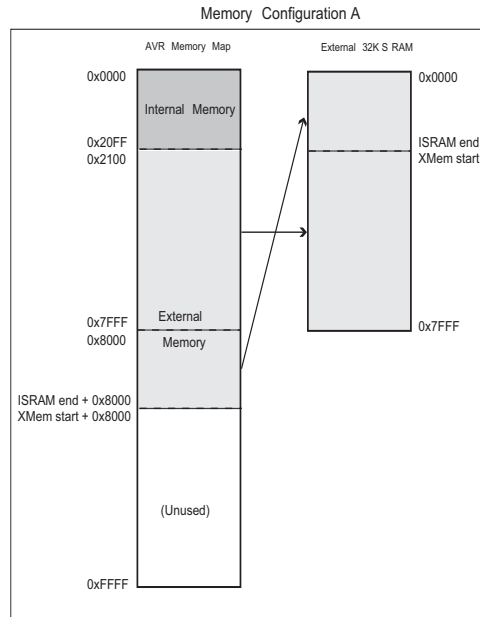 Memory Configuration A
AVR Memory Map
External 32K S RAM
0x0000
0x0000
Internal Memory
0x20FF
0x2100
ISRAM end
XMem start
0x7FFF
External
0x7FFF
0x8000
Memory
ISRAM end + 0x8000
XMem start + 0x8000
(Unused)
0xFFFF